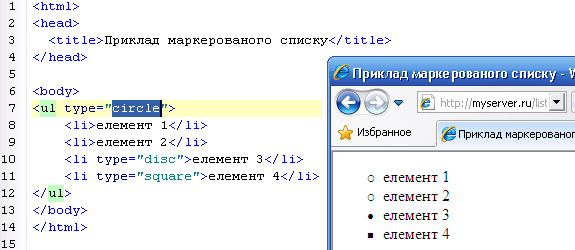 1 <html>
2 <head>
3 <title>Приклад маркерованого списку</title>
4 </head>
5
6 <body>
7 <ul type="circle">
8 <li>елемент 1</li>
9 <li>елемент 2</li>
10 <li type="disc">елемент 3</li>
11 <li type="square">елемент 4</li>
12 </ul>
13 </body>
14 </html>
15
Приклад маркерованого списку - W
http://myserver.ru/list
Избранное
Приклад маркерованого
елемент 1
елемент 2
елемент 3
елемент 4